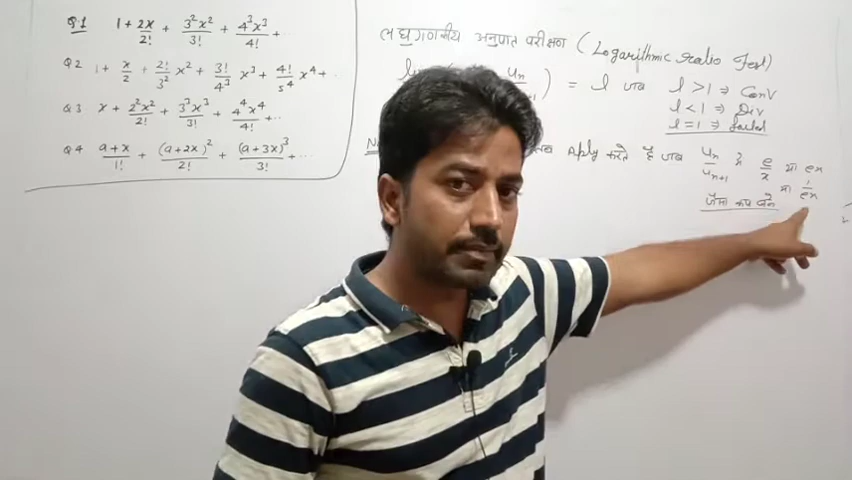 Q.1 1 + 2x/2! + 3²x²/3! + 4³x³/4! + ...
Q2 1 + x/2 + 2!/3² x² + 3!/4³ x³ + 4!/5⁴ x⁴ + ...
Q3 x + 2²x²/2! + 3³x³/3! + 4⁴x⁴/4! + ...
Q4 a+x/1! + (a+2x)²/2! + (a+3x)³/3! + ...
लघुगणकीय अनुपात परीक्षण (Logarithmic ratio Test)
uₙ ) = l जब l > 1 ⇒ Conv
l < 1 ⇒ Div
l = 1 ⇒ failed
Apply करते है जब uₙ/uₙ₊₁ में e/x या ex
या 1/ex
जैसा रूप बने